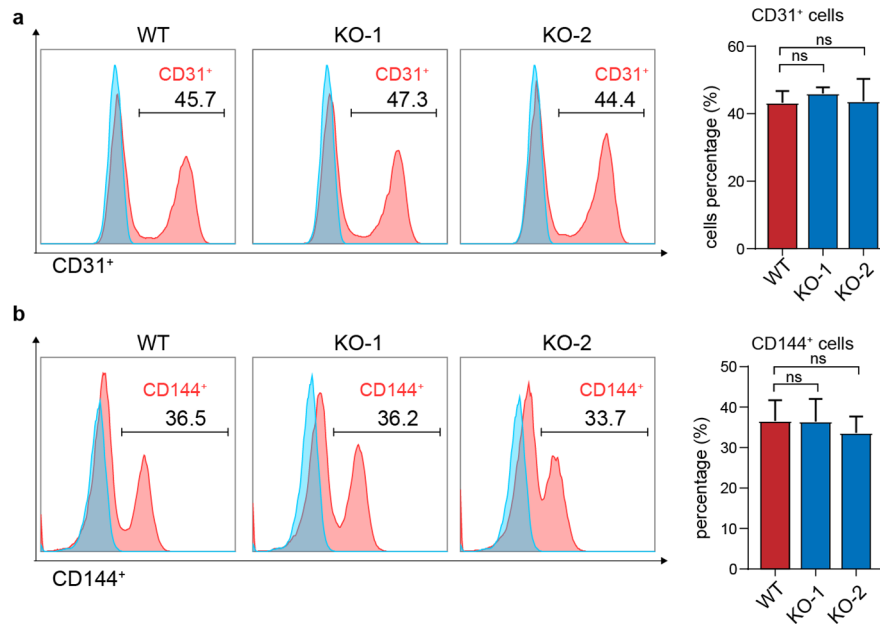 a
WT
KO-1
KO-2
CD31⁺
45.7
CD31⁺
47.3
CD31⁺
44.4
CD31⁺
CD31⁺ cells
cells percentage (%)
60
40
20
0
ns
ns
WT
KO-1
KO-2
b
WT
KO-1
KO-2
CD144⁺
36.5
CD144⁺
36.2
CD144⁺
33.7
CD144⁺
CD144⁺ cells
percentage (%)
50
40
30
20
10
0
ns
ns
WT
KO-1
KO-2